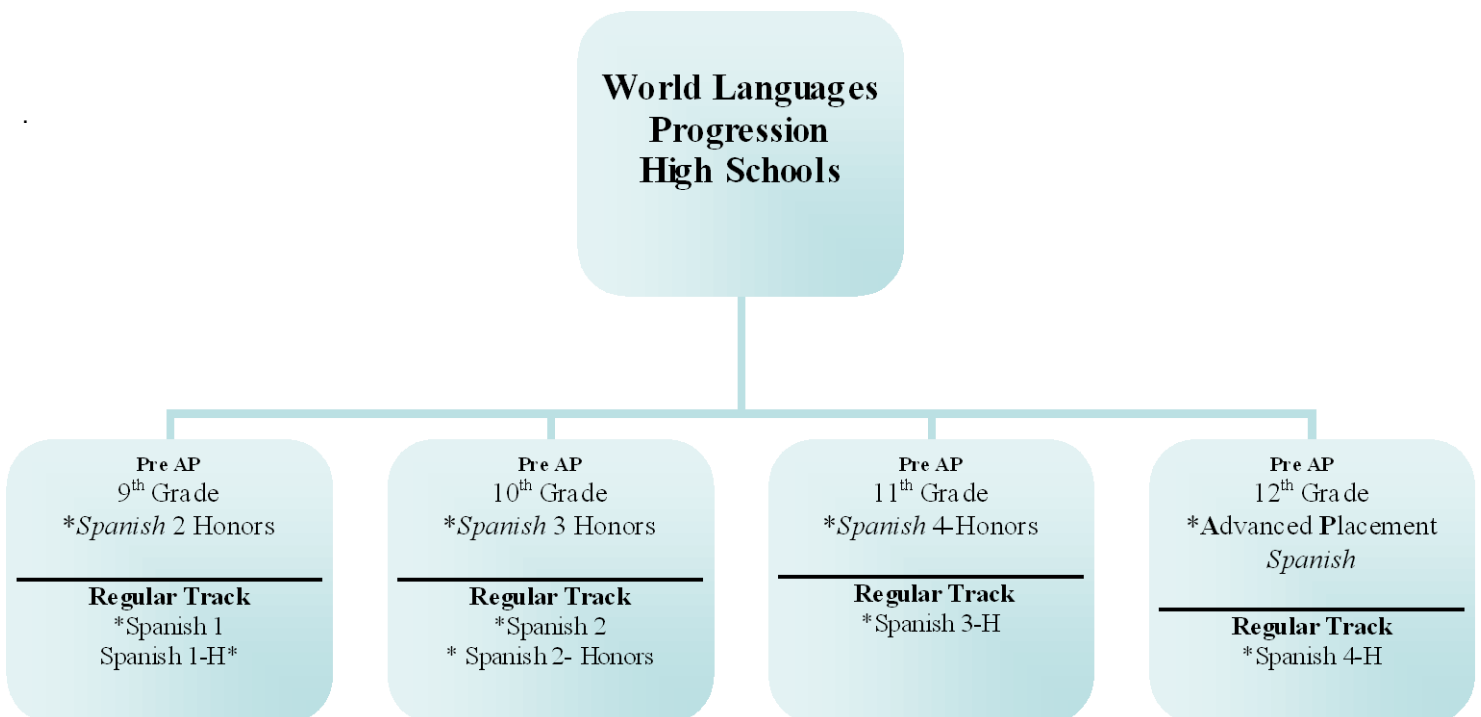 World Languages
Progression
High Schools
.
Pre AP
9th Grade
*Spanish 2 Honors
Regular Track
*Spanish 1
Spanish 1-H*
Pre AP
10th Grade
*Spanish 3 Honors
Regular Track
*Spanish 2
* Spanish 2- Honors
Pre AP
11th Grade
*Spanish 4-Honors
Regular Track
*Spanish 3-H
Pre AP
12th Grade
*Advanced Placement
Spanish
Regular Track
*Spanish 4-H